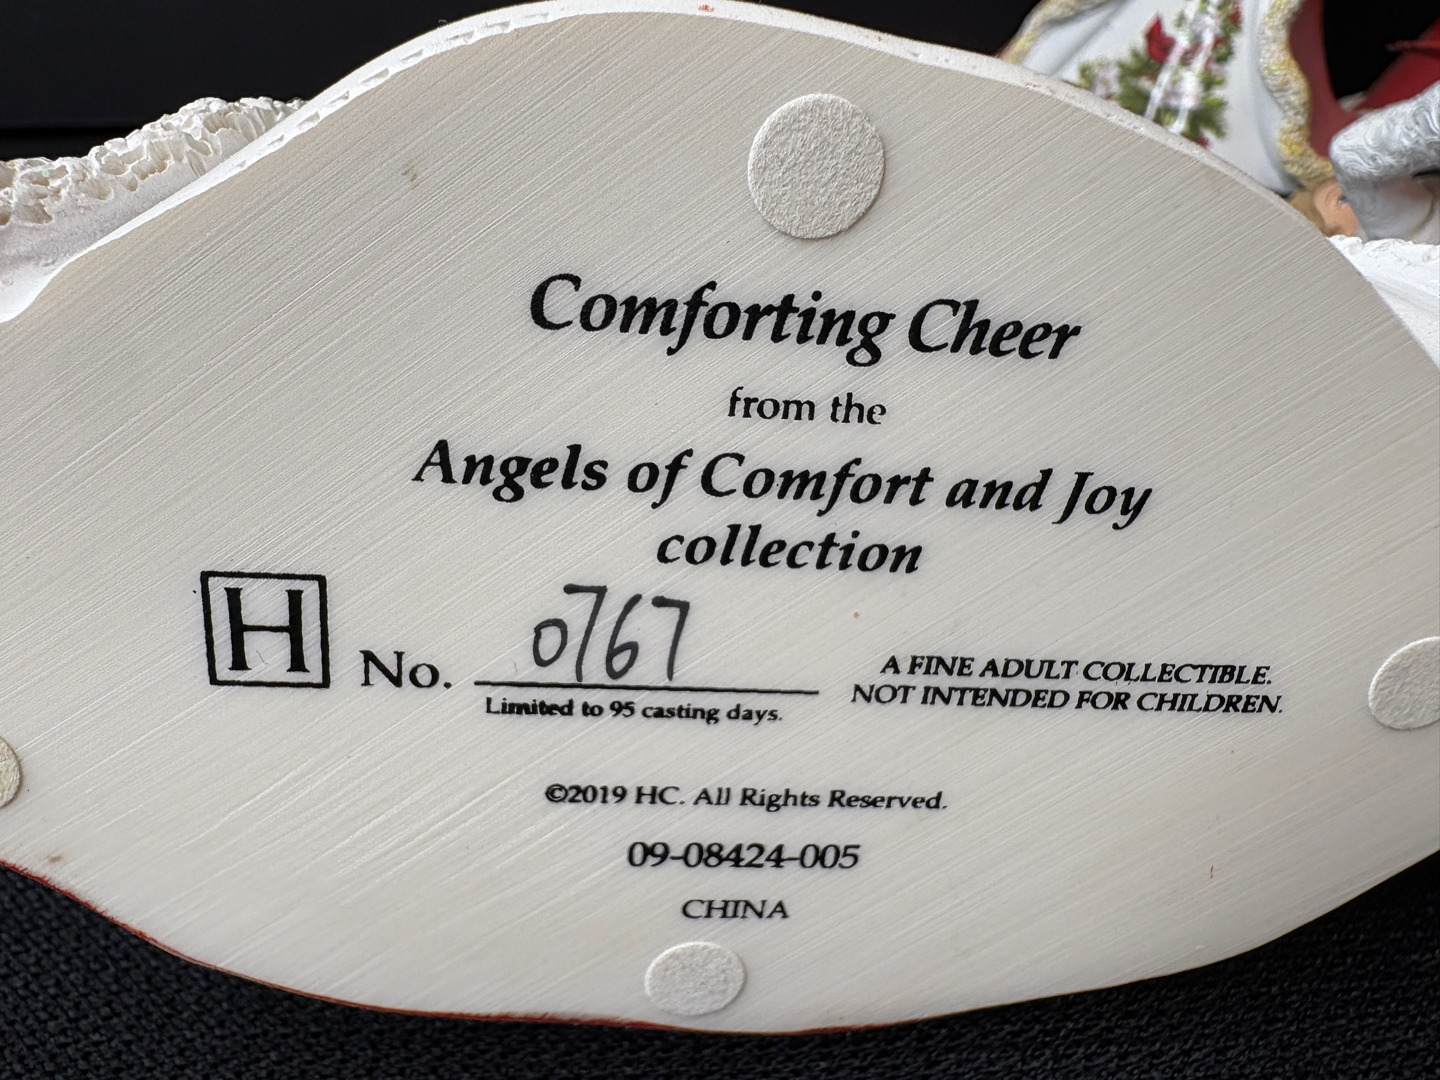 Comforting Cheer
from the
Angels of Comfort and Joy
collection
H No. 0767
Limited to 95 casting days.
A FINE ADULT COLLECTIBLE.
NOT INTENDED FOR CHILDREN.
©2019 HC. All Rights Reserved.
09-08424-005
CHINA